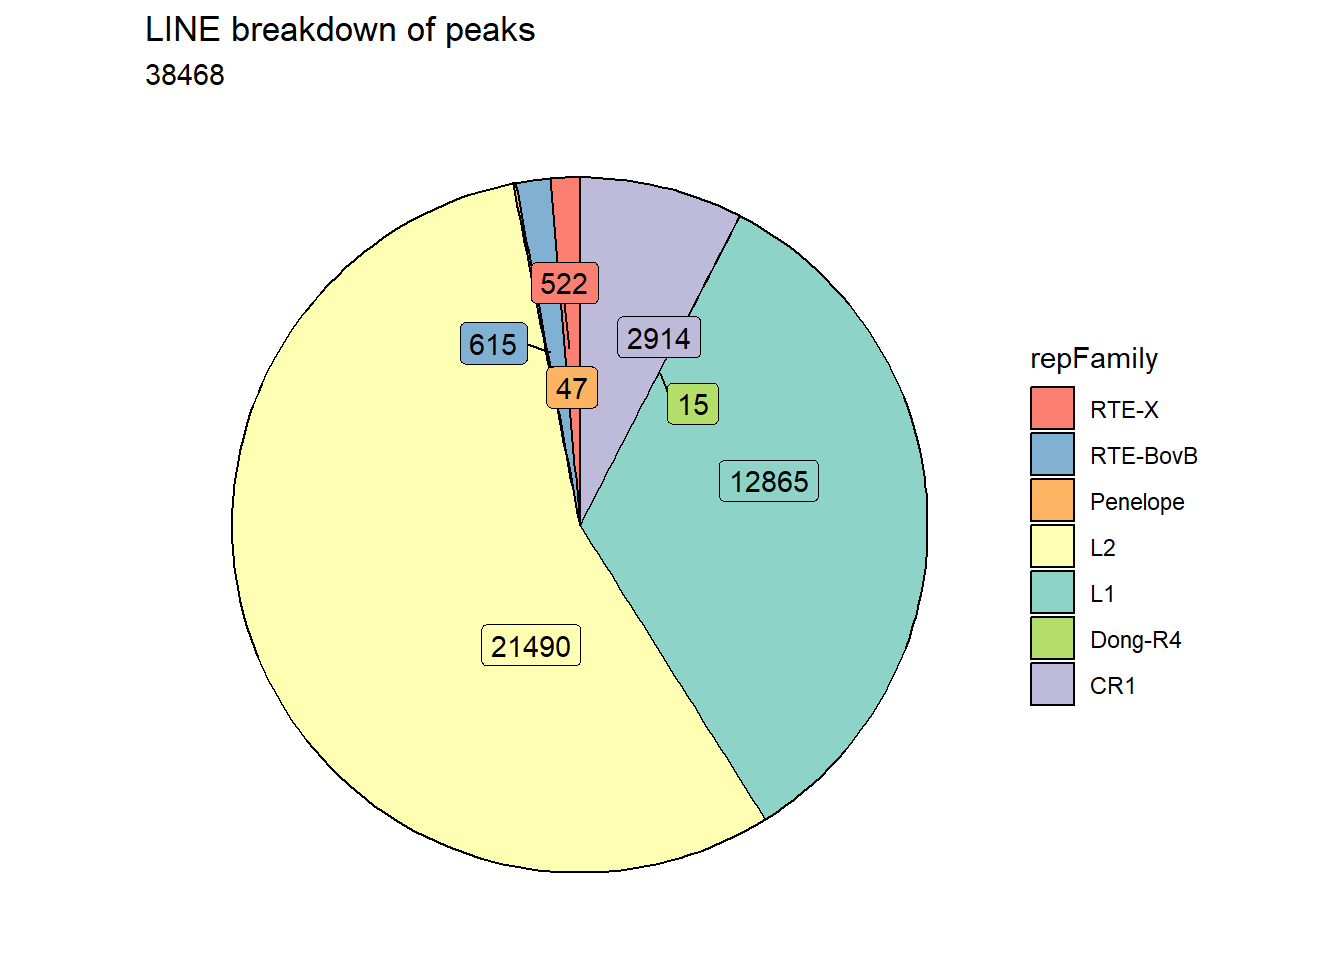 LINE breakdown of peaks
38468
522
2914
615
47
15
12865
21490
repFamily
RTE-X
RTE-BovB
Penelope
L2
L1
Dong-R4
CR1